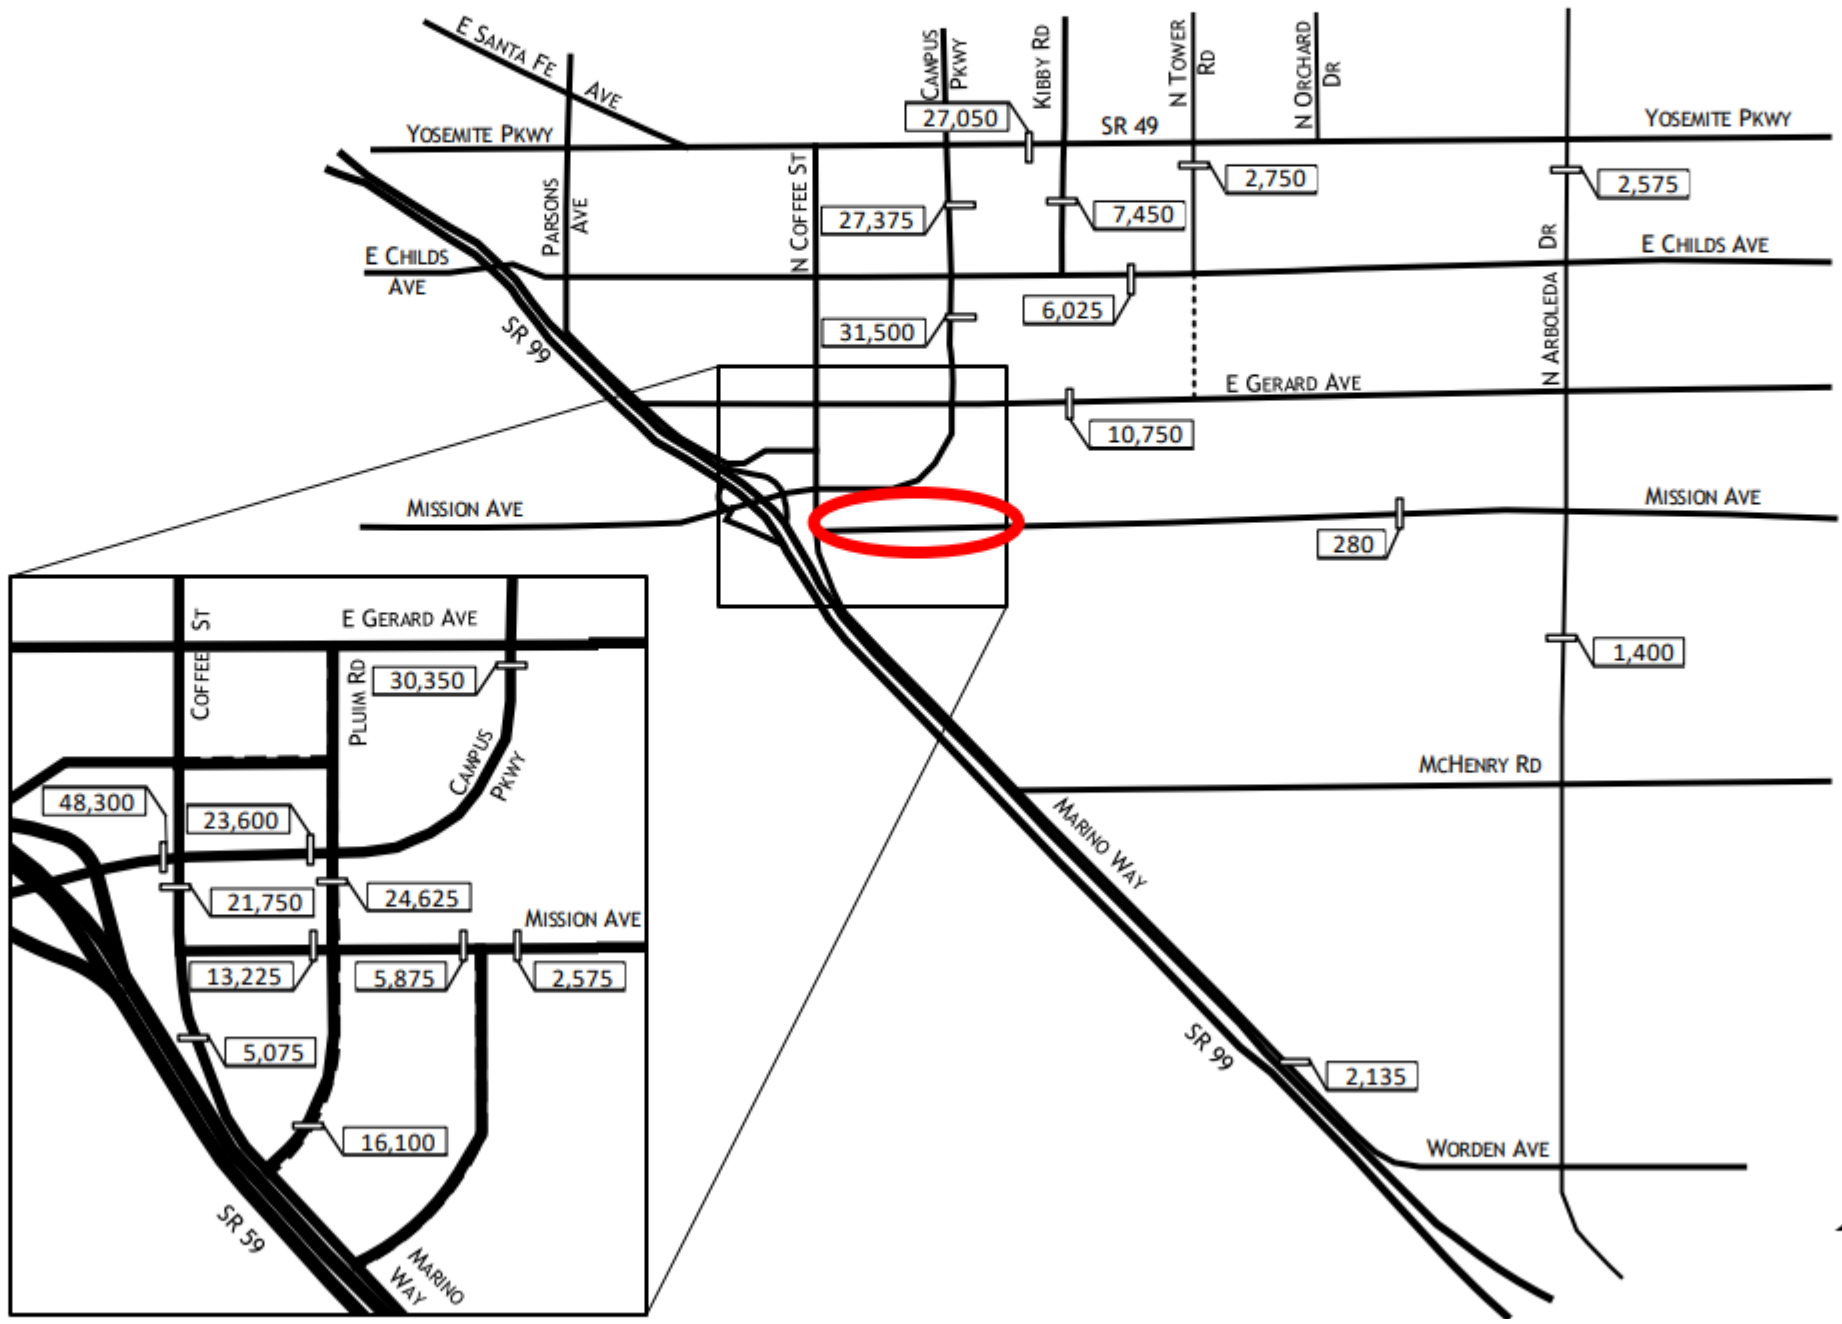 E SANTA FE
AVE
CAMPUS
PKWY
KIBBY RD
N TOWER
RD
N ORCHARD
DR
YOSEMITE PKWY
27,050
SR 49
YOSEMITE PKWY
PARSONS
AVE
N COFFEE ST
27,375
7,450
2,750
2,575
E CHILDS
AVE
E CHILDS AVE
SR 99
31,500
6,025
N ARBOLEDA DR
E GERARD AVE
10,750
MISSION AVE
MISSION AVE
280
1,400
MCHENRY RD
MARINO WAY
SR 99
2,135
WORDEN AVE
COFFEE ST
E GERARD AVE
PLUIM RD
30,350
CAMPUS
PKWY
48,300
23,600
21,750
24,625
MISSION AVE
13,225
5,875
2,575
5,075
16,100
SR 59
MARINO
WAY